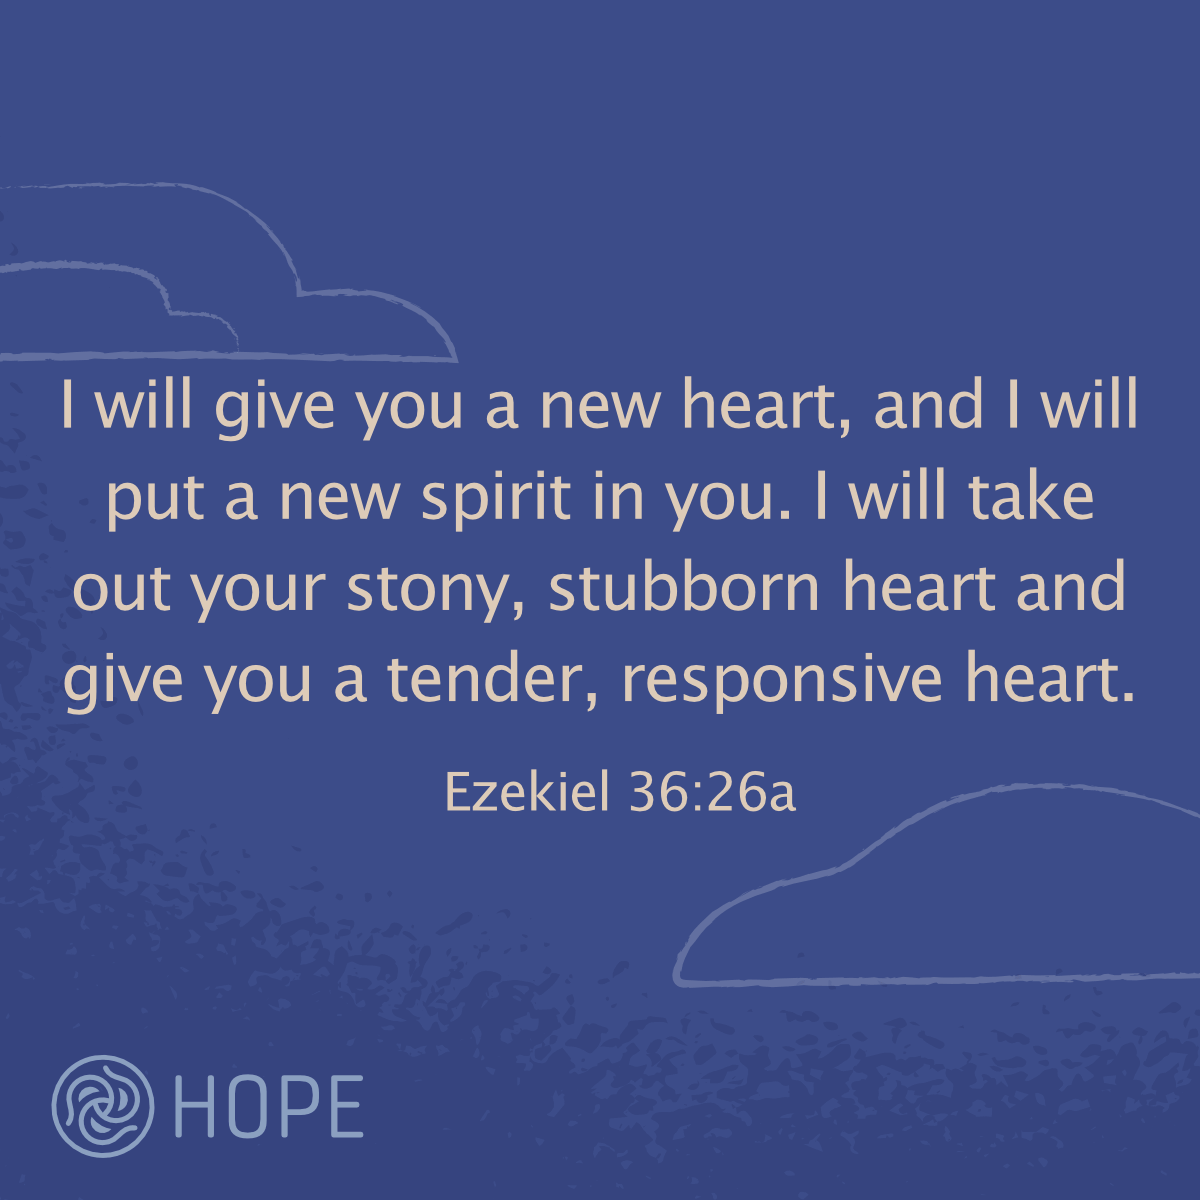 I will give you a new heart, and I will
put a new spirit in you. I will take
out your stony, stubborn heart and
give you a tender, responsive heart.
Ezekiel 36:26a
HOPE